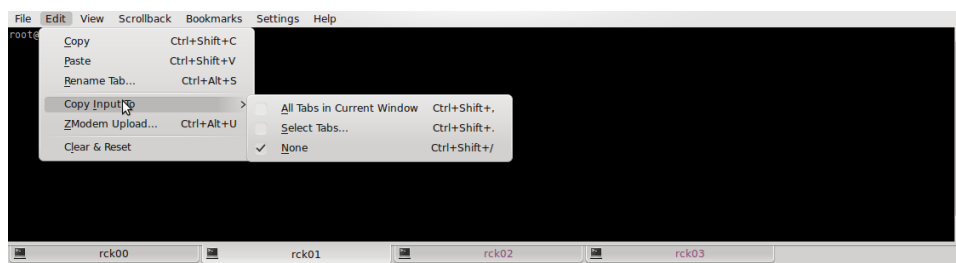 File Edit View Scrollback Bookmarks Settings Help
root@
Copy Ctrl+Shift+C
Paste Ctrl+Shift+V
Rename Tab... Ctrl+Alt+S
Copy Input To
ZModem Upload... Ctrl+Alt+U
Clear & Reset
All Tabs in Current Window Ctrl+Shift+,
Select Tabs... Ctrl+Shift+.
None Ctrl+Shift+/
rck00 rck01 rck02 rck03